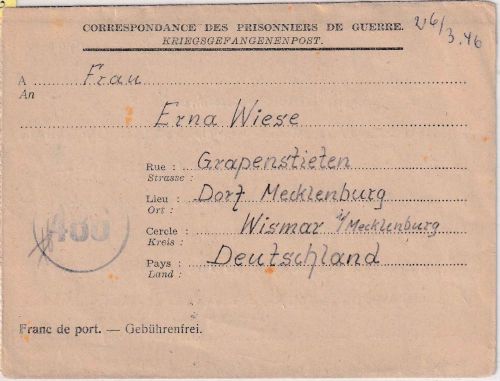 CORRESPONDANCE DES PRISONNIERS DE GUERRE.
KRIEGSGEFANGENENPOST.
26/3.46
A Frau
An
Erna Wiese
Rue : Grapenstieten
Strasse :
Lieu : Dorf Mecklenburg
Ort :
Cercle : Wismar i/Mecklenburg
Kreis :
Pays : Deutschland
Land :
485
Franc de port. — Gebührenfrei.